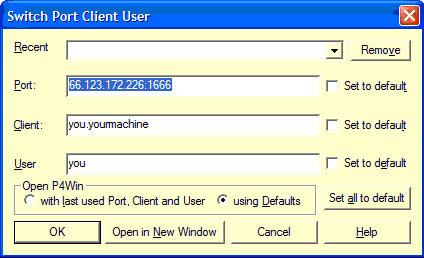 Switch Port Client User
Recent
Remove
Port: 66.123.172.226:1666 Set to default
Client: you.yourmachine Set to default
User you Set to default
Open P4Win
with last used Port, Client and User using Defaults Set all to default
OK Open in New Window Cancel Help